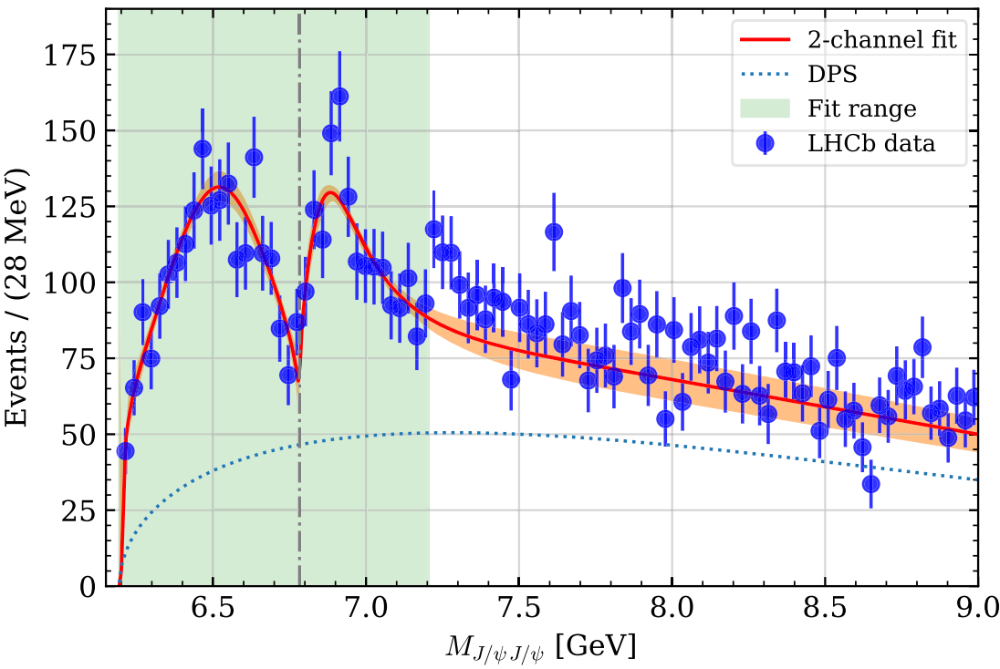 175
150
125
100
75
50
25
0
Events / (28 MeV)
2-channel fit
DPS
Fit range
LHCb data
6.5 7.0 7.5 8.0 8.5 9.0
M_{J/ψJ/ψ} [GeV]